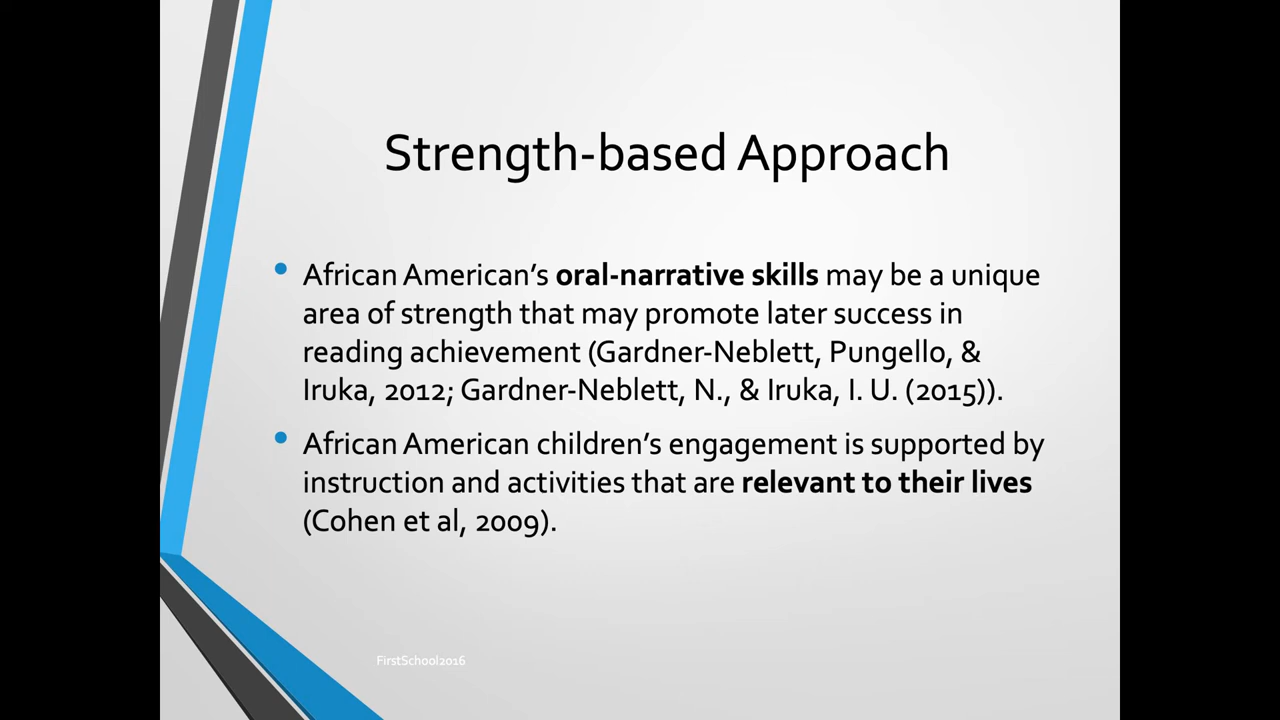 Strength-based Approach
• African American’s oral-narrative skills may be a unique
area of strength that may promote later success in
reading achievement (Gardner-Neblett, Pungello, &
Iruka, 2012; Gardner-Neblett, N., & Iruka, I. U. (2015)).
• African American children’s engagement is supported by
instruction and activities that are relevant to their lives
(Cohen et al, 2009).
FirstSchool2016